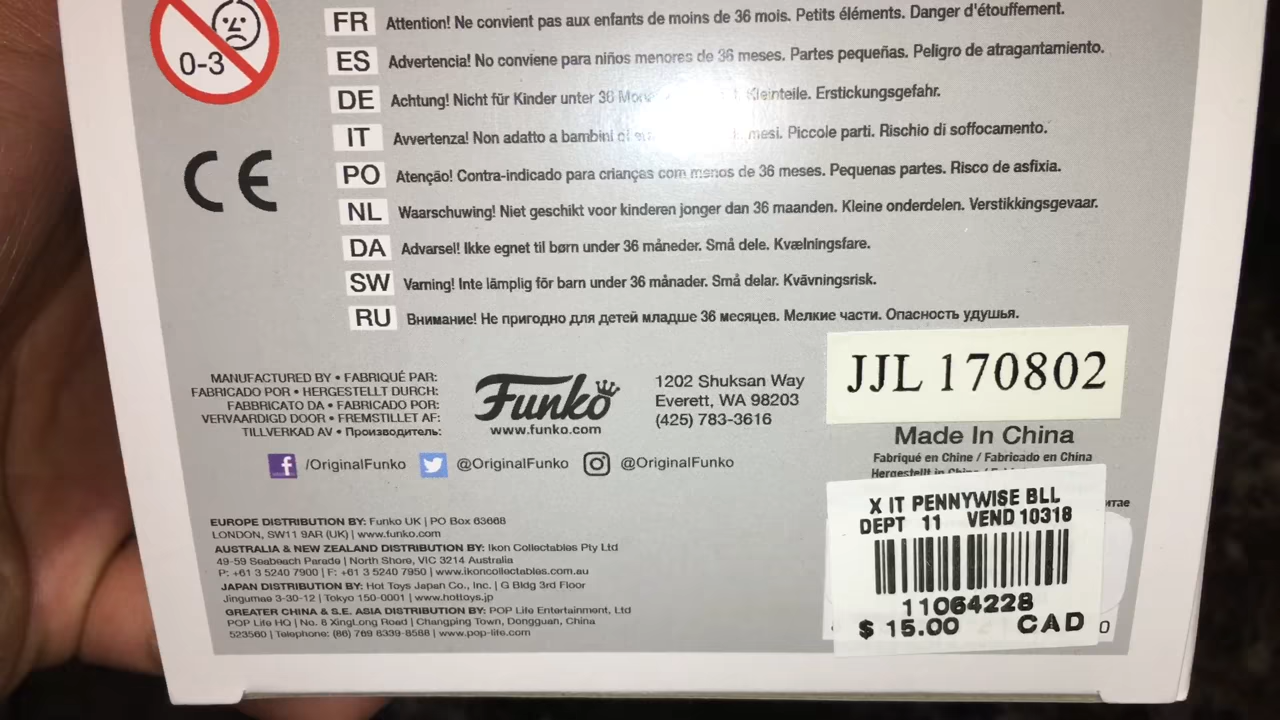 0-3
FR Attention! Ne convient pas aux enfants de moins de 36 mois. Petits éléments. Danger d'étouffement.
ES Advertencia! No conviene para niños menores de 36 meses. Partes pequeñas. Peligro de atragantamiento.
DE Achtung! Nicht für Kinder unter 36 Kleinteile. Erstickungsgefahr.
IT Avvertenza! Non adatto a bambini mesi. Piccole parti. Rischio di soffocamento.
CE
PO Atenção! Contra-indicado para crianças com menos de 36 meses. Pequenas partes. Risco de asfixia.
NL Waarschuwing! Niet geschikt voor kinderen jonger dan 36 maanden. Kleine onderdelen. Verstikkingsgevaar.
DA Advarsel! Ikke egnet til børn under 36 måneder. Små dele. Kvælningsfare.
SW Varning! Inte lämplig för barn under 36 månader. Små delar. Kvävningsrisk.
RU Внимание! Не пригодно для детей младше 36 месяцев. Мелкие части. Опасность удушья.
MANUFACTURED BY • FABRIQUÉ PAR:
FABRICADO POR • HERGESTELLT DURCH:
FABBRICATO DA • FABRICADO POR:
VERVAARDIGD DOOR • FREMSTILLET AF:
TILLVERKAD AV • Производитель:
Funko
www.funko.com
1202 Shuksan Way
Everett, WA 98203
(425) 783-3616
JJL 170802
Made In China
Fabriqué en Chine / Fabricado en China
Hergestellt in
/OriginalFunko @OriginalFunko @OriginalFunko
EUROPE DISTRIBUTION BY: Funko UK | PO Box 63668
LONDON, SW11 9AR (UK) | www.funko.com
AUSTRALIA & NEW ZEALAND DISTRIBUTION BY: Ikon Collectables Pty Ltd
49-59 Seabeach Parade | North Shore, VIC 3214 Australia
P: +61 3 5240 7900 | F: +61 3 5240 7950 | www.ikoncollectables.com.au
JAPAN DISTRIBUTION BY: Hot Toys Japan Co., Inc. | G Bldg 3rd Floor
Jingumae 3-30-12 | Tokyo 150-0001 | www.hottoys.jp
GREATER CHINA & S.E. ASIA DISTRIBUTION BY: POP Life Entertainment, Ltd
POP Life HQ | No. 8 XingLong Road | Changping Town, Dongguan, China
523560 | Telephone: (86) 769 8339-8588 | www.pop-life.com
X IT PENNYWISE BLL
DEPT 11 VEND 10318
11064228
$ 15.00 CAD